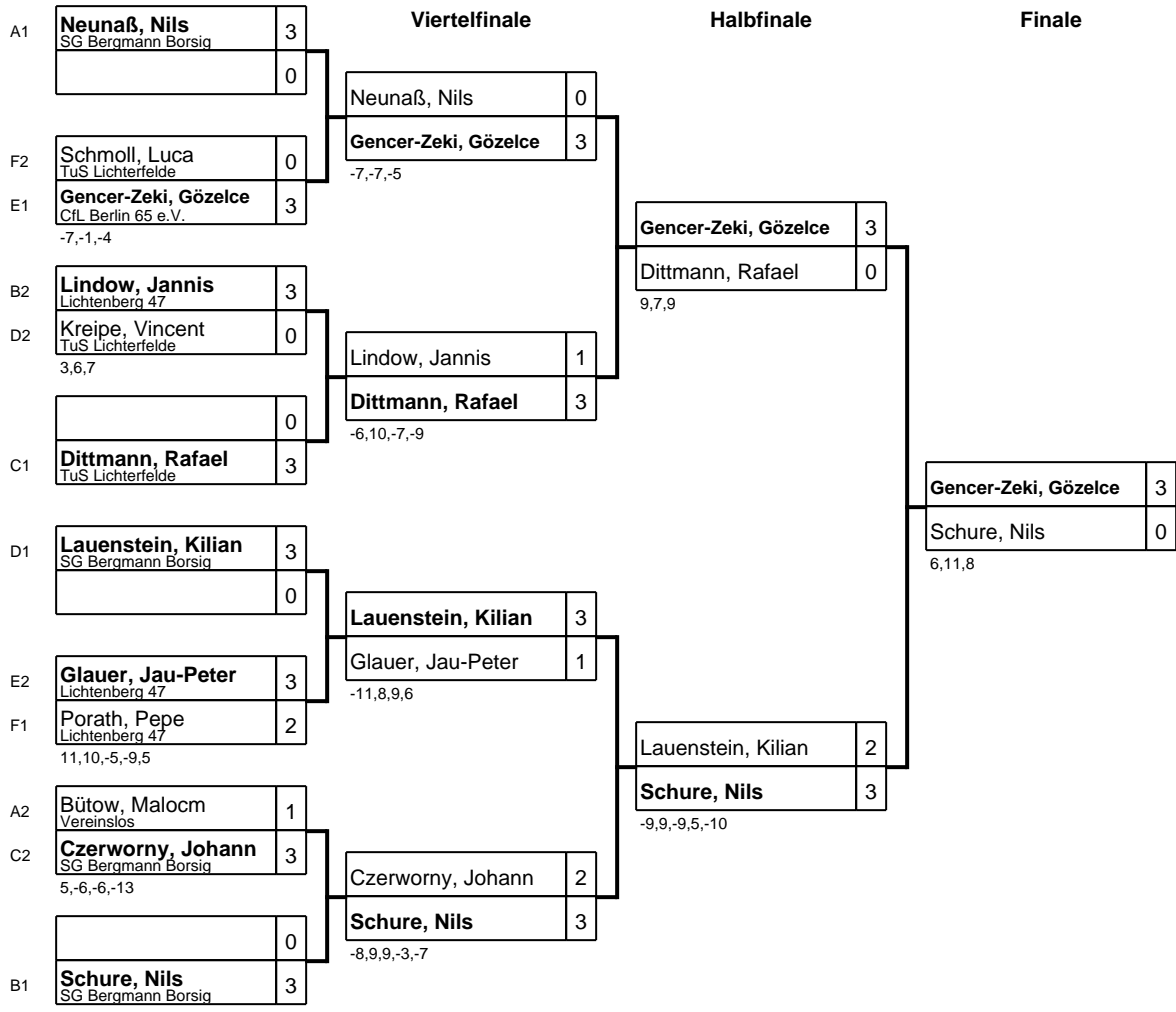 Viertelfinale
Halbfinale
Finale
A1 Neunaß, Nils 3
SG Bergmann Borsig
0
F2 Schmoll, Luca 0
TuS Lichterfelde
E1 Gencer-Zeki, Gözelce 3
CfL Berlin 65 e.V.
-7,-1,-4
B2 Lindow, Jannis 3
Lichtenberg 47
D2 Kreipe, Vincent 0
TuS Lichterfelde
3,6,7
0
C1 Dittmann, Rafael 3
TuS Lichterfelde
D1 Lauenstein, Kilian 3
SG Bergmann Borsig
0
E2 Glauer, Jau-Peter 3
Lichtenberg 47
F1 Porath, Pepe 2
Lichtenberg 47
11,10,-5,-9,5
A2 Bütow, Malocm 1
Vereinslos
C2 Czerworny, Johann 3
SG Bergmann Borsig
5,-6,-6,-13
0
B1 Schure, Nils 3
SG Bergmann Borsig
Neunaß, Nils 0
Gencer-Zeki, Gözelce 3
-7,-7,-5
Lindow, Jannis 1
Dittmann, Rafael 3
-6,10,-7,-9
Lauenstein, Kilian 3
Glauer, Jau-Peter 1
-11,8,9,6
Czerworny, Johann 2
Schure, Nils 3
-8,9,9,-3,-7
Gencer-Zeki, Gözelce 3
Dittmann, Rafael 0
9,7,9
Lauenstein, Kilian 2
Schure, Nils 3
-9,9,-9,5,-10
Gencer-Zeki, Gözelce 3
Schure, Nils 0
6,11,8